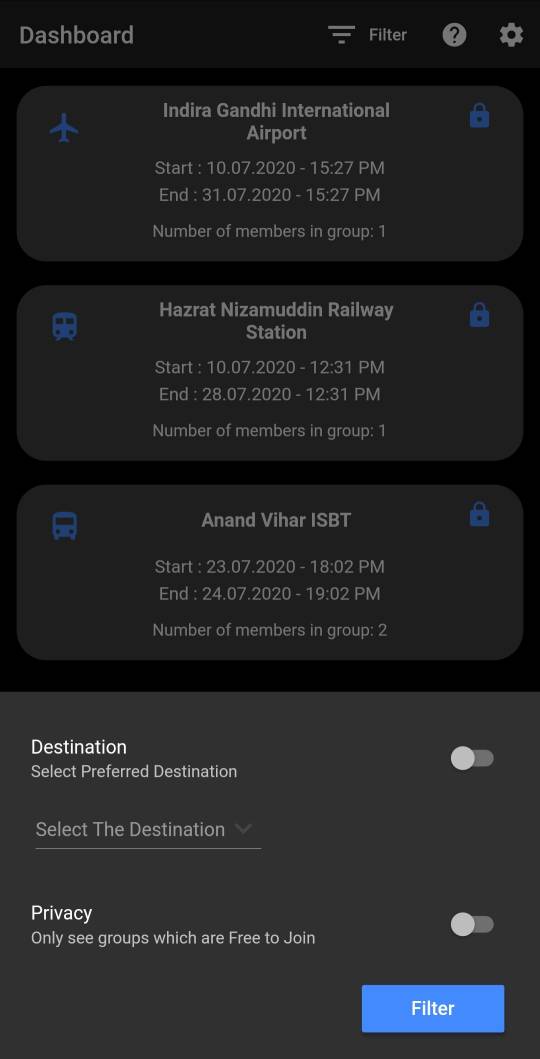 Dashboard
Filter
Indira Gandhi International
Airport
Start : 10.07.2020 - 15:27 PM
End : 31.07.2020 - 15:27 PM
Number of members in group: 1
Hazrat Nizamuddin Railway
Station
Start : 10.07.2020 - 12:31 PM
End : 28.07.2020 - 12:31 PM
Number of members in group: 1
Anand Vihar ISBT
Start : 23.07.2020 - 18:02 PM
End : 24.07.2020 - 19:02 PM
Number of members in group: 2
Destination
Select Preferred Destination
Select The Destination
Privacy
Only see groups which are Free to Join
Filter